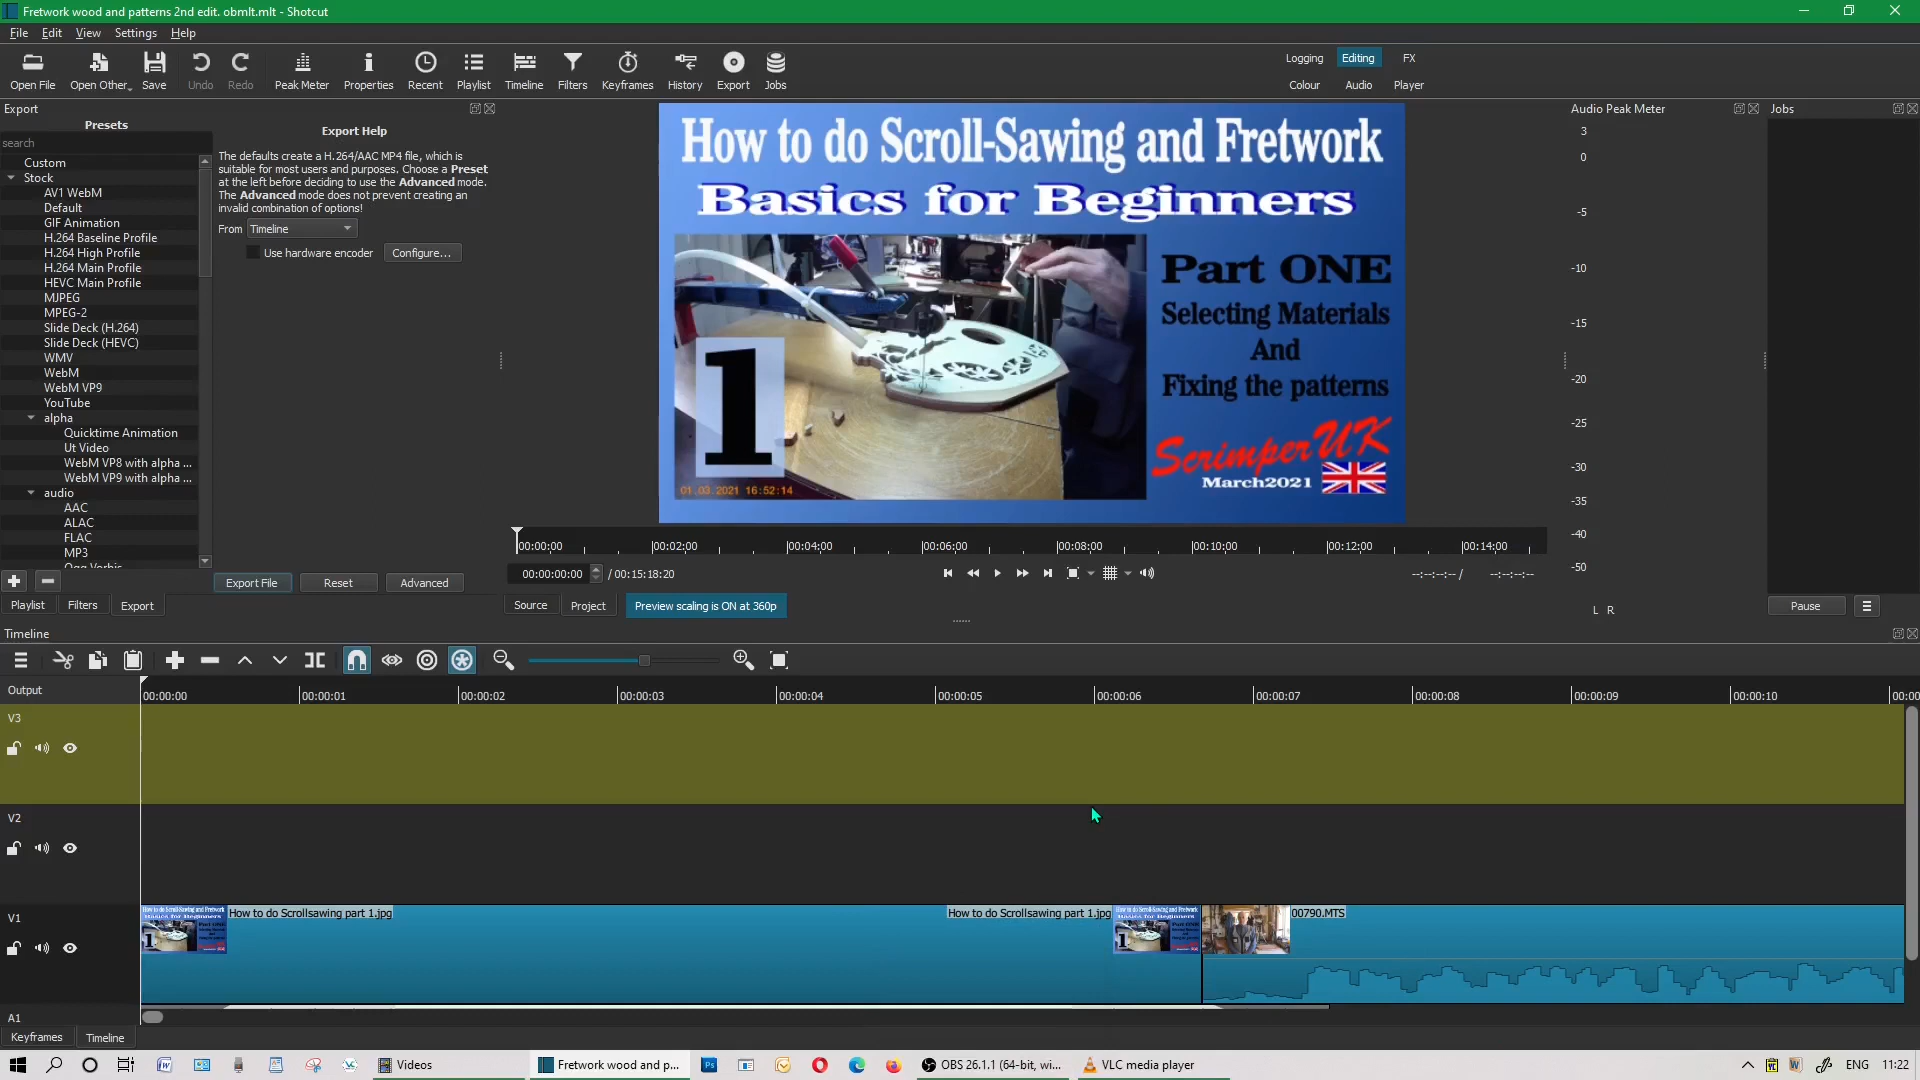 Fretwork wood and patterns 2nd edit. obmlt.mlt - Shotcut
File Edit View Settings Help
Open File Open Other Save Undo Redo Peak Meter Properties Recent Playlist Timeline Filters Keyframes History Export Jobs
Logging Editing FX
Colour Audio Player
Export
Presets
search
Custom
Stock
AV1 WebM
Default
GIF Animation
H.264 Baseline Profile
H.264 High Profile
H.264 Main Profile
HEVC Main Profile
MJPEG
MPEG-2
Slide Deck (H.264)
Slide Deck (HEVC)
WMV
WebM
WebM VP9
YouTube
alpha
Quicktime Animation
Ut Video
WebM VP8 with alpha ...
WebM VP9 with alpha ...
audio
AAC
ALAC
FLAC
MP3
Ogg Vorbis
Export Help
The defaults create a H.264/AAC MP4 file, which is
suitable for most users and purposes. Choose a Preset
at the left before deciding to use the Advanced mode.
The Advanced mode does not prevent creating an
invalid combination of options!
From Timeline
Use hardware encoder Configure...
Export File Reset Advanced
Playlist Filters Export
How to do Scroll-Sawing and Fretwork
Basics for Beginners
Part ONE
Selecting Materials
And
Fixing the patterns
1
01.03.2021 16:52:14
ScrimperUK
March2021
00:00:00 00:02:00 00:04:00 00:06:00 00:08:00 00:10:00 00:12:00 00:14:00
00:00:00:00 / 00:15:18:20
--:--:--:-- / --:--:--:--
Source Project Preview scaling is ON at 360p
Audio Peak Meter
3
0
-5
-10
-15
-20
-25
-30
-35
-40
-50
L R
Jobs
Pause
Timeline
Output
00:00:00 00:00:01 00:00:02 00:00:03 00:00:04 00:00:05 00:00:06 00:00:07 00:00:08 00:00:09 00:00:10 00:00
V3
V2
V1
How to do Scrollsawing part 1.jpg How to do Scrollsawing part 1.jpg 00790.MTS
A1
Keyframes Timeline
Videos Fretwork wood and p... OBS 26.1.1 (64-bit, wi... VLC media player ENG 11:22